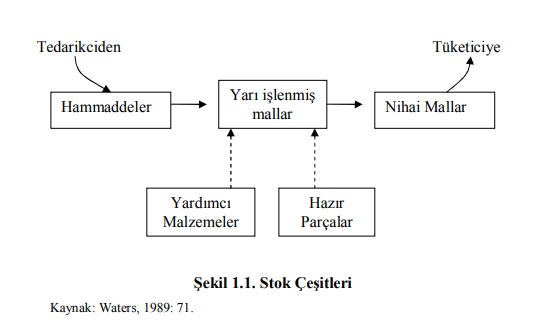 Tedarikciden
Tüketiciye
Hammaddeler
Yarı işlenmiş
mallar
Nihai Mallar
Yardımcı
Malzemeler
Hazır
Parçalar
Şekil 1.1. Stok Çeşitleri
Kaynak: Waters, 1989: 71.